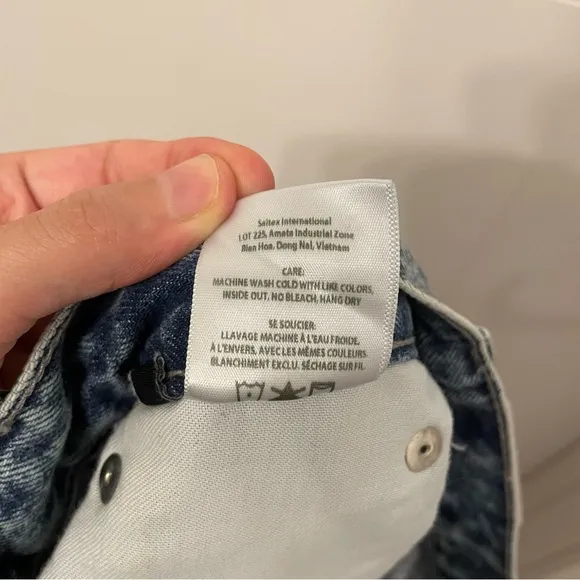 Saitex International
LOT 225, Amata Industrial Zone
Bien Hoa, Dong Nai, Vietnam
CARE:
MACHINE WASH COLD WITH LIKE COLORS,
INSIDE OUT, NO BLEACH, HANG DRY
SE SOUCIER:
LLAVAGE MACHINE À L'EAU FROIDE,
À L'ENVERS, AVEC LES MÊMES COULEURS.
BLANCHIMENT EXCLU. SÉCHAGE SUR FIL.